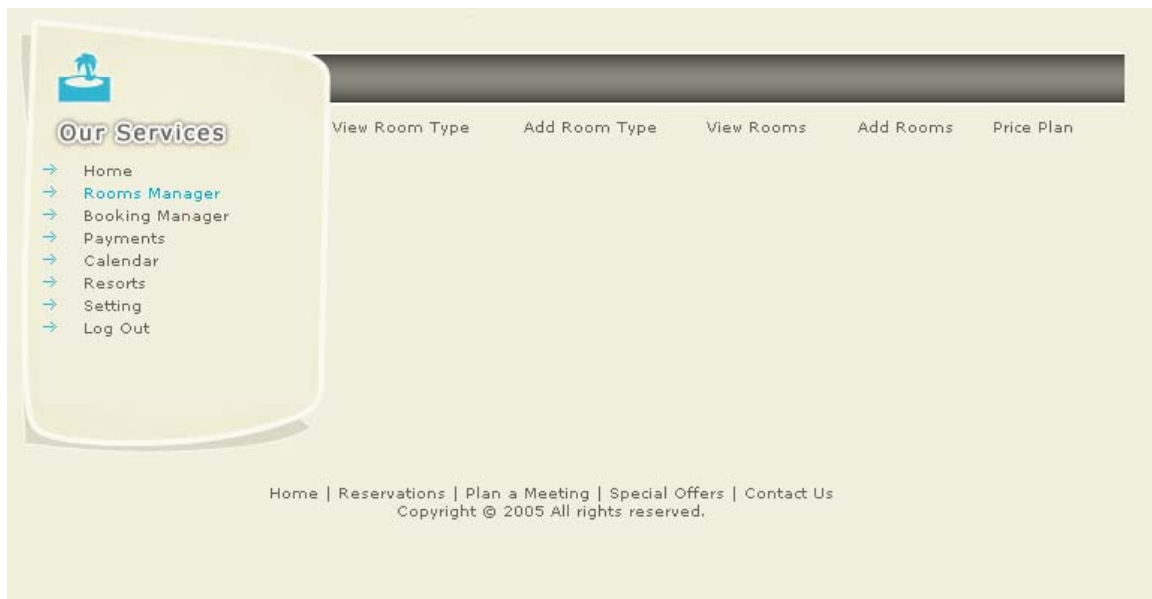 Our Services
Home
Rooms Manager
Booking Manager
Payments
Calendar
Resorts
Setting
Log Out
View Room Type Add Room Type View Rooms Add Rooms Price Plan
Home | Reservations | Plan a Meeting | Special Offers | Contact Us
Copyright © 2005 All rights reserved.